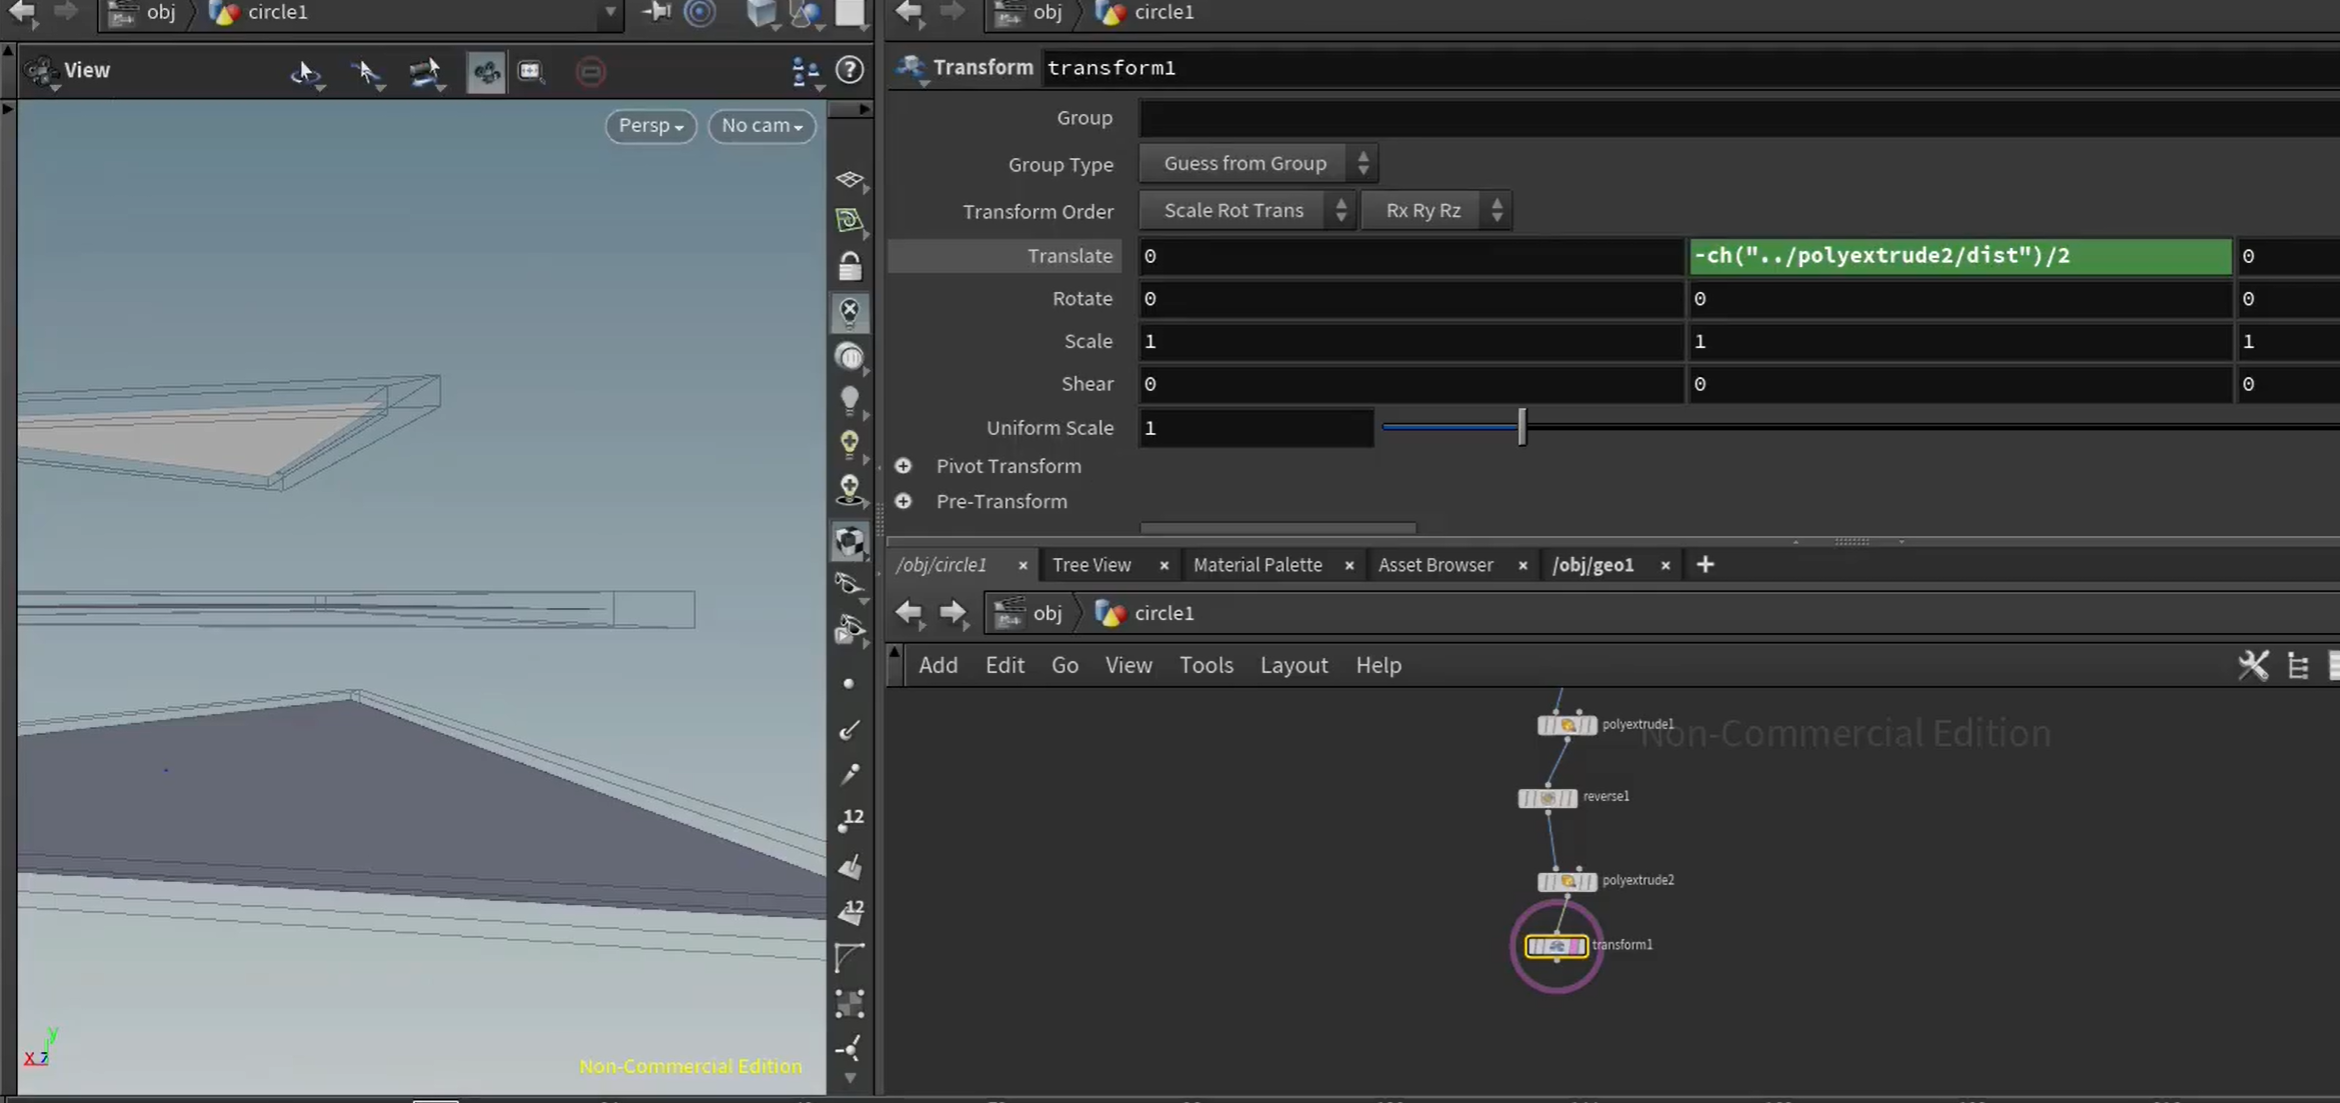 obj circle1
obj circle1
View
Persp
No cam
Transform transform1
Group
Group Type Guess from Group
Transform Order Scale Rot Trans Rx Ry Rz
Translate 0 -ch("../polyextrude2/dist")/2 0
Rotate 0 0 0
Scale 1 1 1
Shear 0 0 0
Uniform Scale 1
Pivot Transform
Pre-Transform
/obj/circle1 × Tree View × Material Palette × Asset Browser × /obj/geo1 × +
obj circle1
Add Edit Go View Tools Layout Help
polyextrude1
Non-Commercial Edition
reverse1
polyextrude2
transform1
12
12
y
x z
Non-Commercial Edition